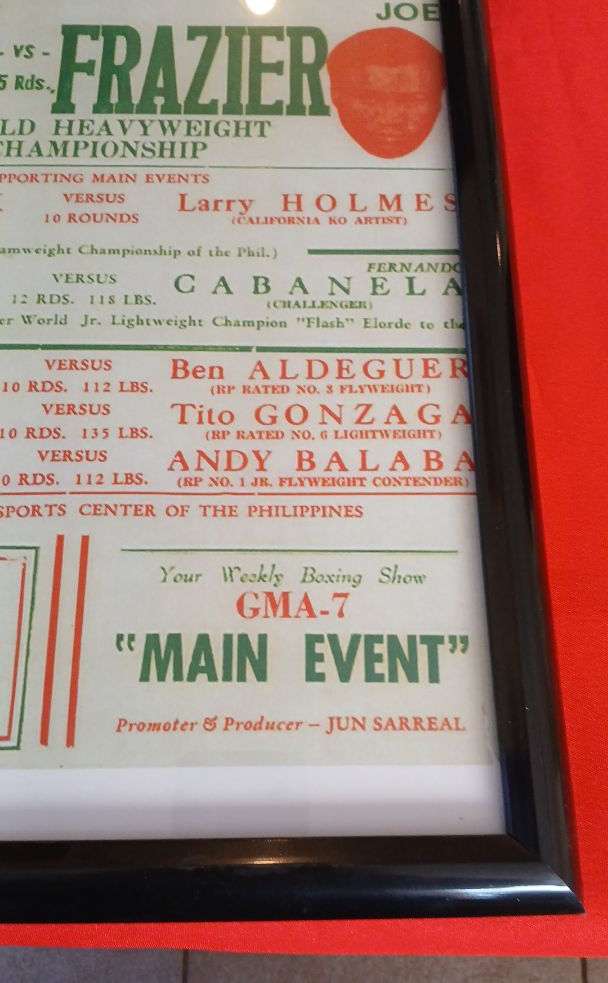 JOE
- VS - FRAZIER
5 Rds.
LD HEAVYWEIGHT
CHAMPIONSHIP
PPORTING MAIN EVENTS
VERSUS Larry HOLMES
10 ROUNDS (CALIFORNIA KO ARTIST)
amweight Championship of the Phil.)
FERNANDO
VERSUS CABANELA
12 RDS. 118 LBS. (CHALLENGER)
er World Jr. Lightweight Champion "Flash" Elorde to the
VERSUS Ben ALDEGUER
10 RDS. 112 LBS. (RP RATED NO. 3 FLYWEIGHT)
VERSUS Tito GONZAGA
10 RDS. 135 LBS. (RP RATED NO. 6 LIGHTWEIGHT)
VERSUS ANDY BALABA
0 RDS. 112 LBS. (RP NO. 1 JR. FLYWEIGHT CONTENDER)
SPORTS CENTER OF THE PHILIPPINES
Your Weekly Boxing Show
GMA-7
"MAIN EVENT"
Promoter & Producer – JUN SARREAL